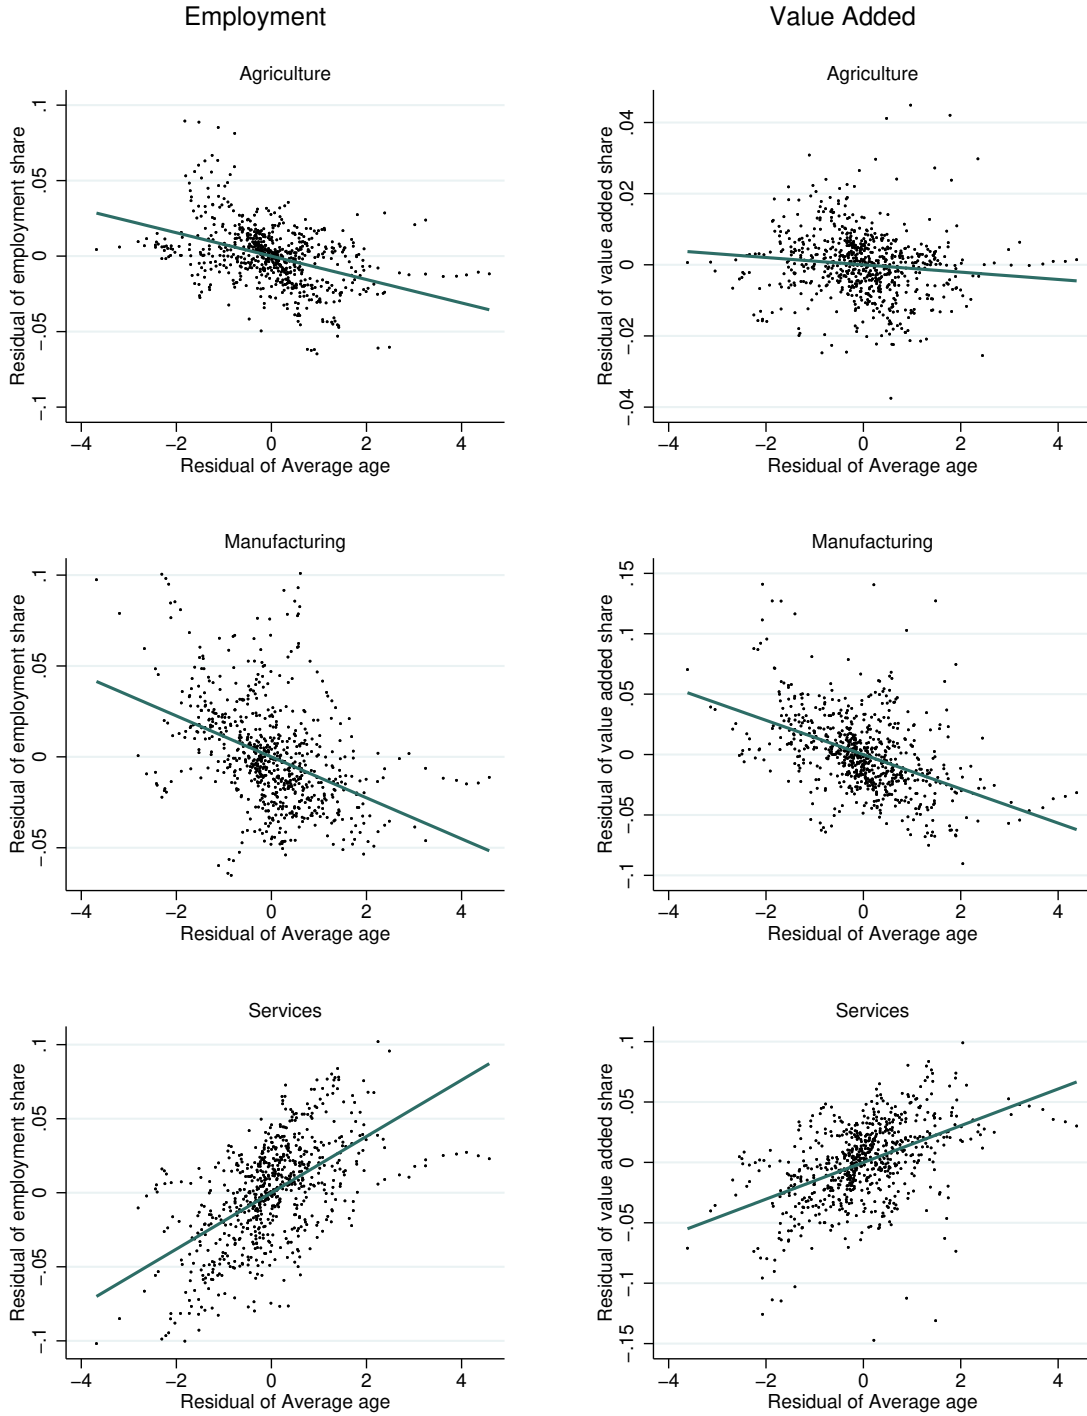 Employment
Value Added
Agriculture
Residual of employment share
.1
.05
0
−.05
−.1
−4 −2 0 2 4
Residual of Average age
Agriculture
Residual of value added share
.04
.02
0
−.02
−.04
−4 −2 0 2 4
Residual of Average age
Manufacturing
Residual of employment share
.1
.05
0
−.05
−4 −2 0 2 4
Residual of Average age
Manufacturing
Residual of value added share
.15
.1
.05
0
−.05
−.1
−4 −2 0 2 4
Residual of Average age
Services
Residual of employment share
.1
.05
0
−.05
−.1
−4 −2 0 2 4
Residual of Average age
Services
Residual of value added share
.1
.05
0
−.05
−.1
−.15
−4 −2 0 2 4
Residual of Average age